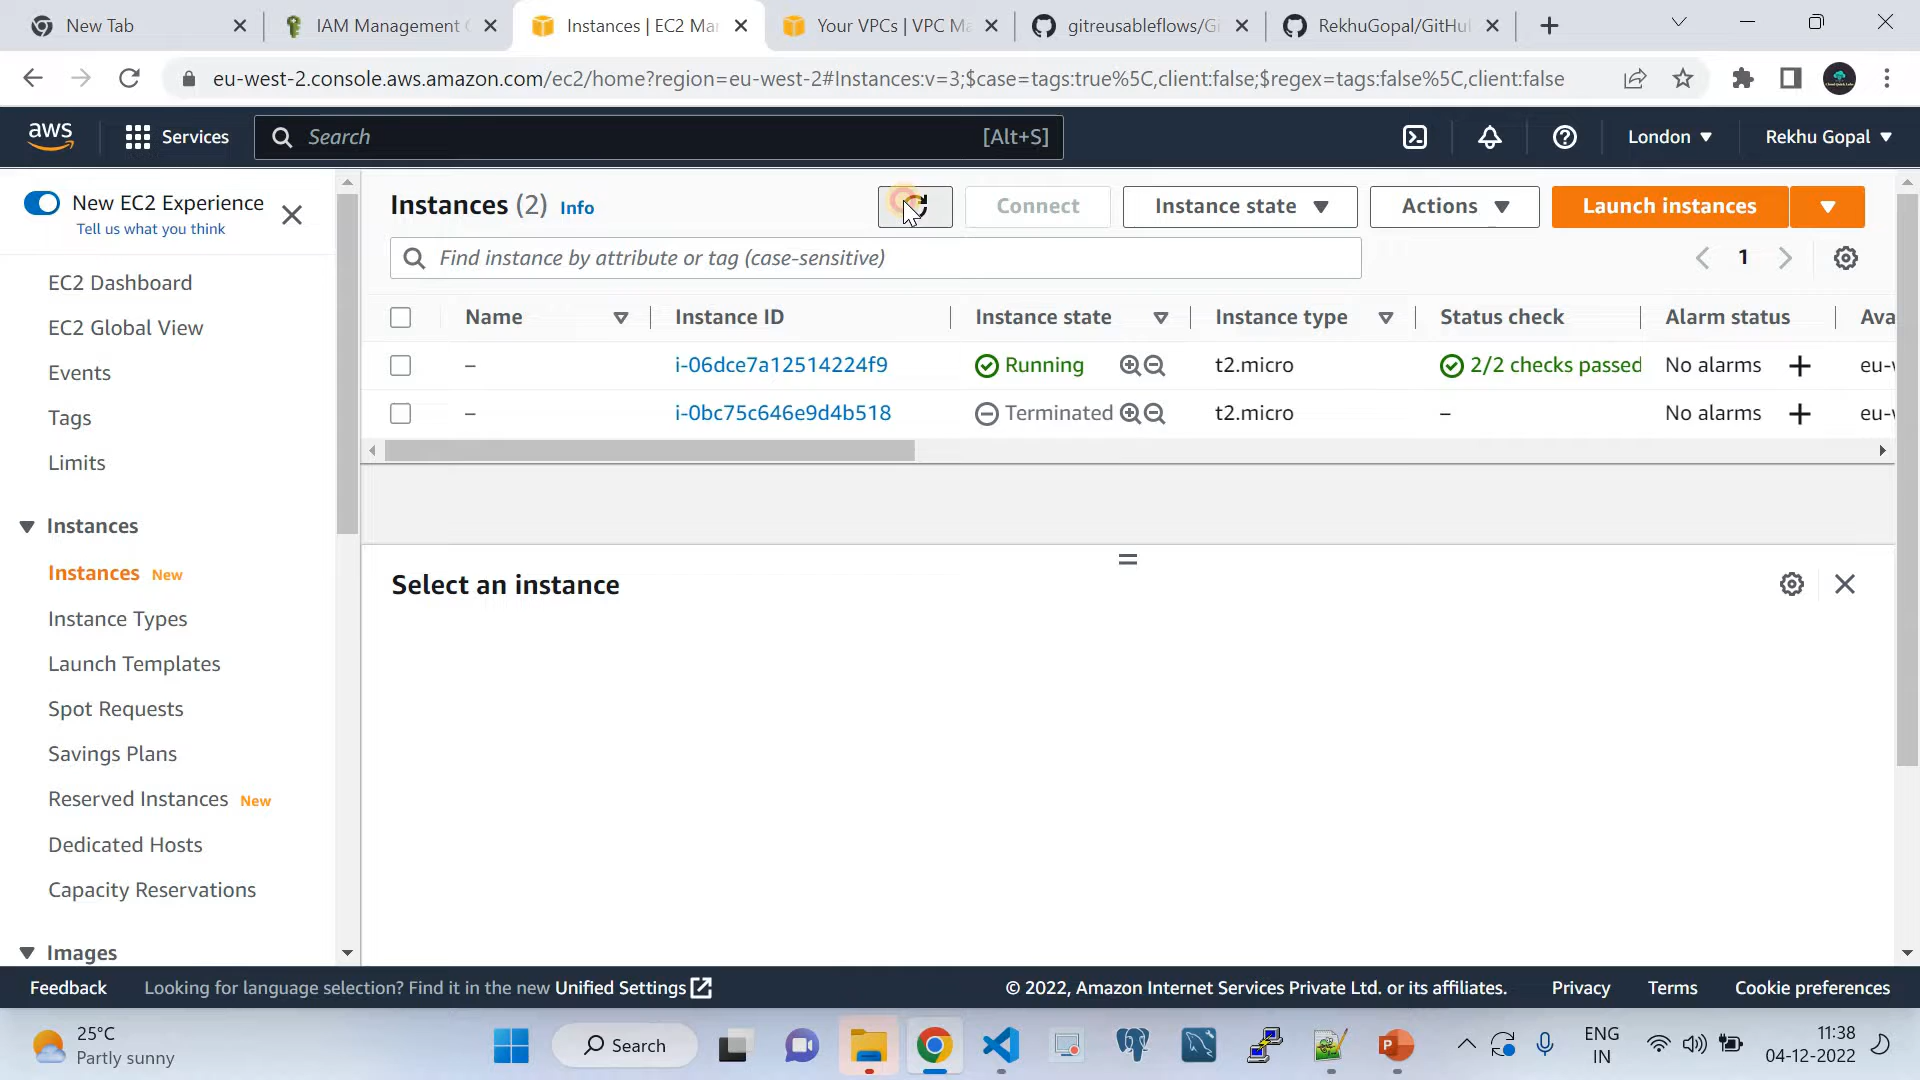 New Tab
IAM Management C
Instances | EC2 Mar
Your VPCs | VPC Ma
gitreusableflows/Gi
RekhuGopal/GitHul
eu-west-2.console.aws.amazon.com/ec2/home?region=eu-west-2#Instances:v=3;$case=tags:true%5C,client:false;$regex=tags:false%5C,client:false
aws
Services
Search
[Alt+S]
London
Rekhu Gopal
New EC2 Experience
Tell us what you think
EC2 Dashboard
EC2 Global View
Events
Tags
Limits
Instances
Instances New
Instance Types
Launch Templates
Spot Requests
Savings Plans
Reserved Instances New
Dedicated Hosts
Capacity Reservations
Images
Instances (2) Info
Connect
Instance state
Actions
Launch instances
Find instance by attribute or tag (case-sensitive)
1
Name Instance ID Instance state Instance type Status check Alarm status Ava
– i-06dce7a12514224f9 Running t2.micro 2/2 checks passed No alarms + eu-
– i-0bc75c646e9d4b518 Terminated t2.micro – No alarms + eu-
Select an instance
Feedback
Looking for language selection? Find it in the new Unified Settings
© 2022, Amazon Internet Services Private Ltd. or its affiliates.
Privacy
Terms
Cookie preferences
25°C
Partly sunny
Search
ENG
IN
11:38
04-12-2022